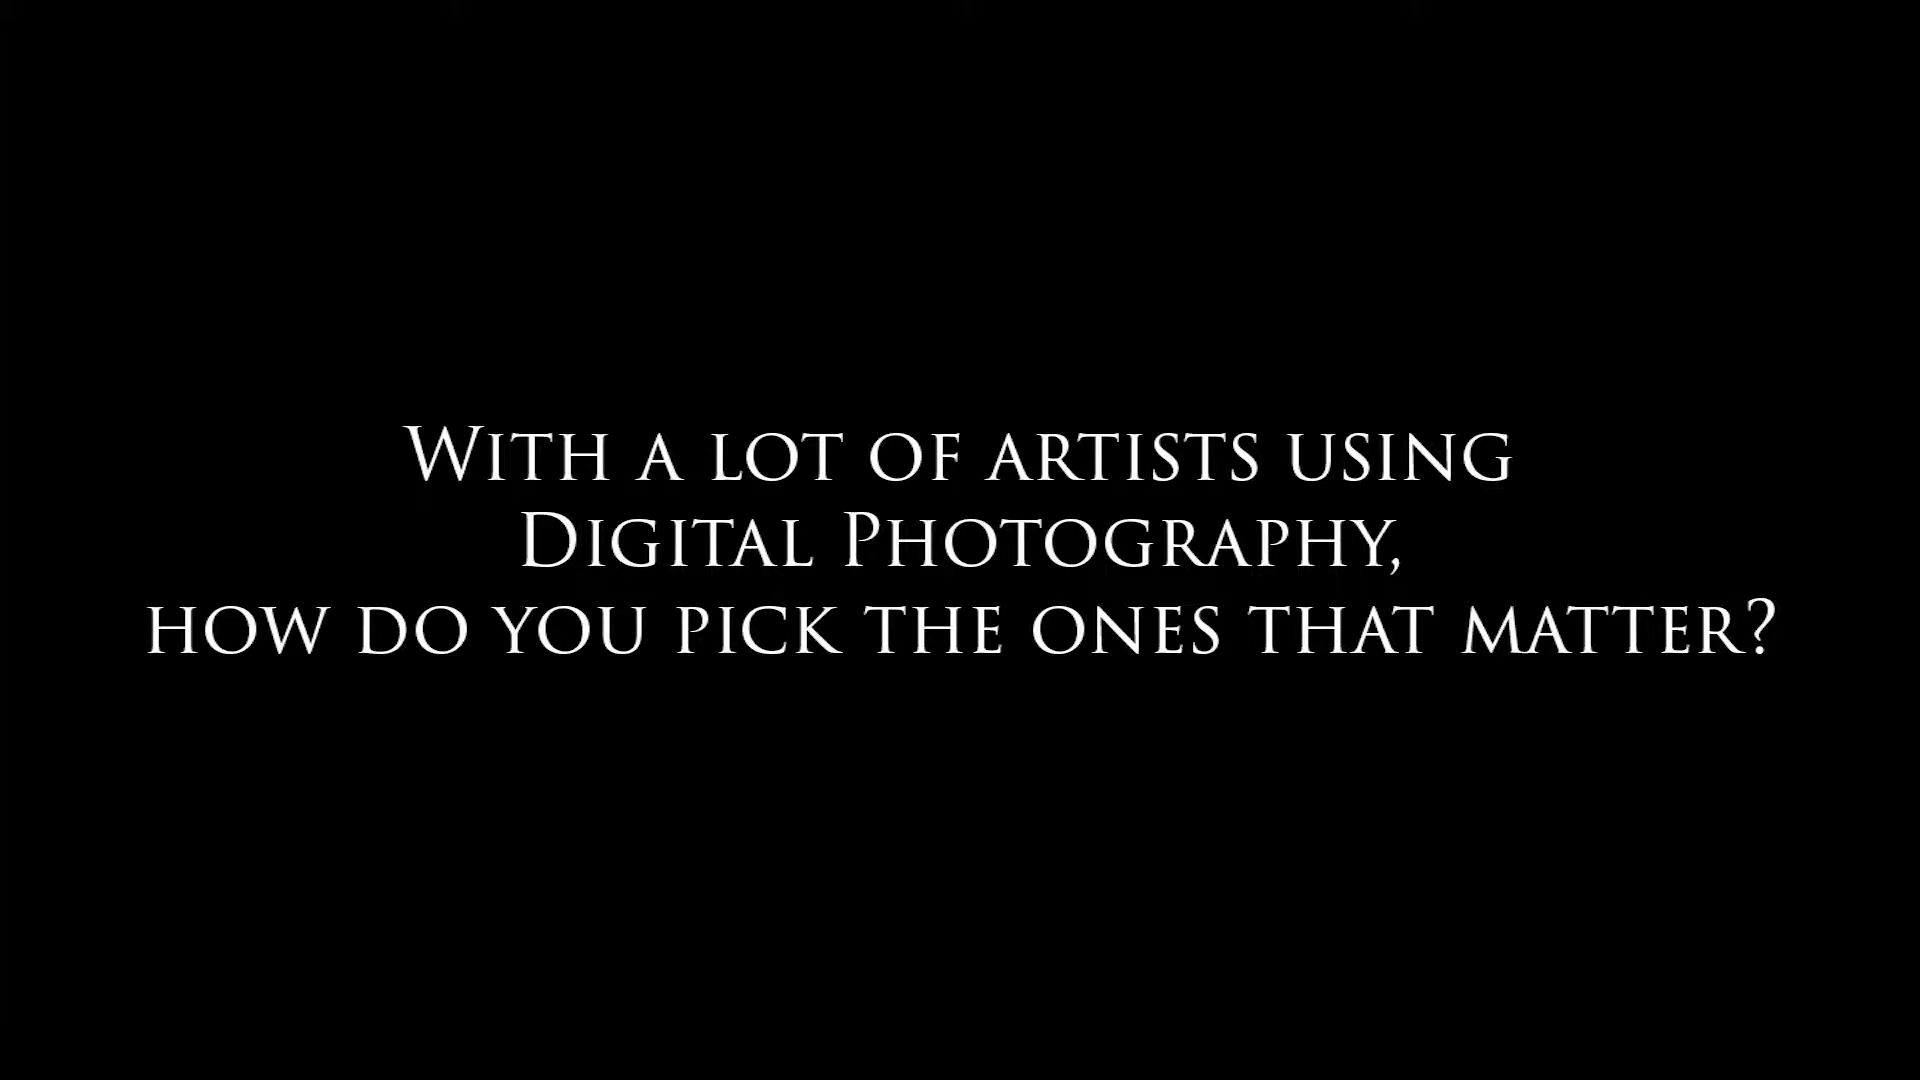 With a lot of artists using
Digital Photography,
how do you pick the ones that matter?